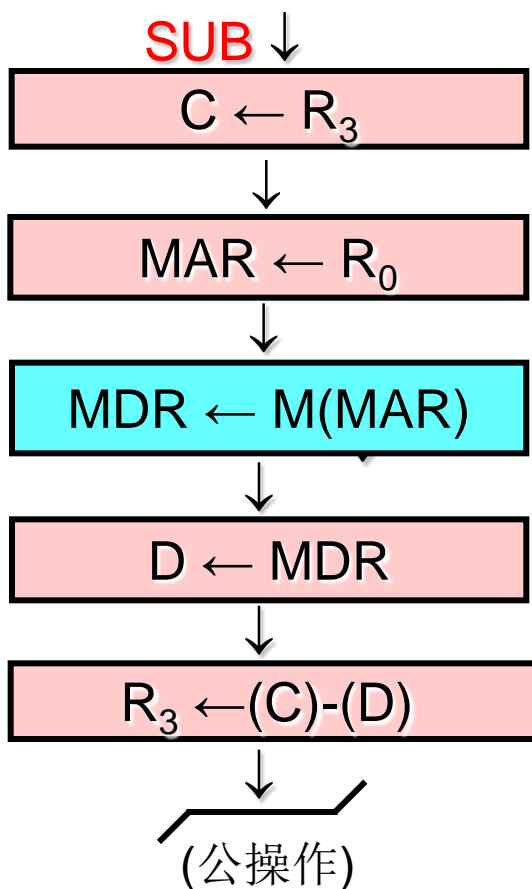 SUB ↓
C ← R₃
↓
MAR ← R₀
↓
MDR ← M(MAR)
↓
D ← MDR
↓
R₃ ←(C)-(D)
↓
(公操作)